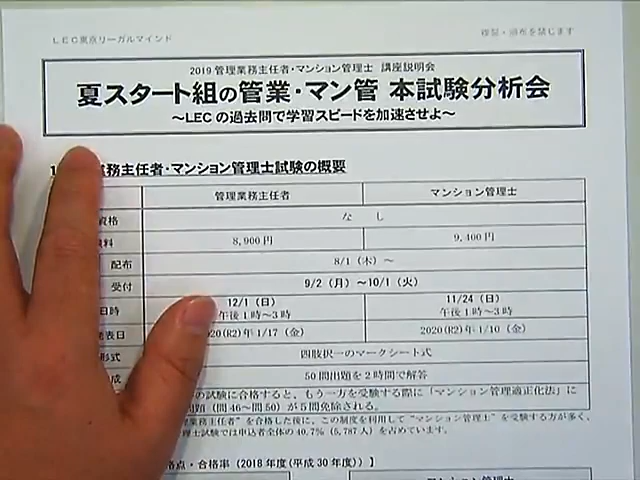 LEC東京リーガルマインド
複製・頒布を禁じます
2019 管理業務主任者・マンション管理士 講座説明会
夏スタート組の管業・マン管 本試験分析会
～LECの過去問で学習スピードを加速させよ～
1 務主任者・マンション管理士試験の概要
管理業務主任者 マンション管理士
資格 なし
料 8,900円 9,400円
配布 8/1(木)～
受付 9/2(月)～10/1(火)
日時 12/1(日) 11/24(日)
午後1時～3時 午後1時～3時
発表日 2020(R2)年1/17(金) 2020(R2)年1/10(金)
形式 四肢択一のマークシート式
成 50問出題を2時間で解答
の試験に合格すると、もう一方を受験する際に「マンション管理適正化法」に
問題(問46～問50)が5問免除される。
業務主任者"を合格した後に、この制度を利用して"マンション管理士"を受験する方が多く、
理士試験では申込者全体の40.7%(5,787人)を占めています。
格点・合格率(2018年度(平成30年度))】
マンション管理士